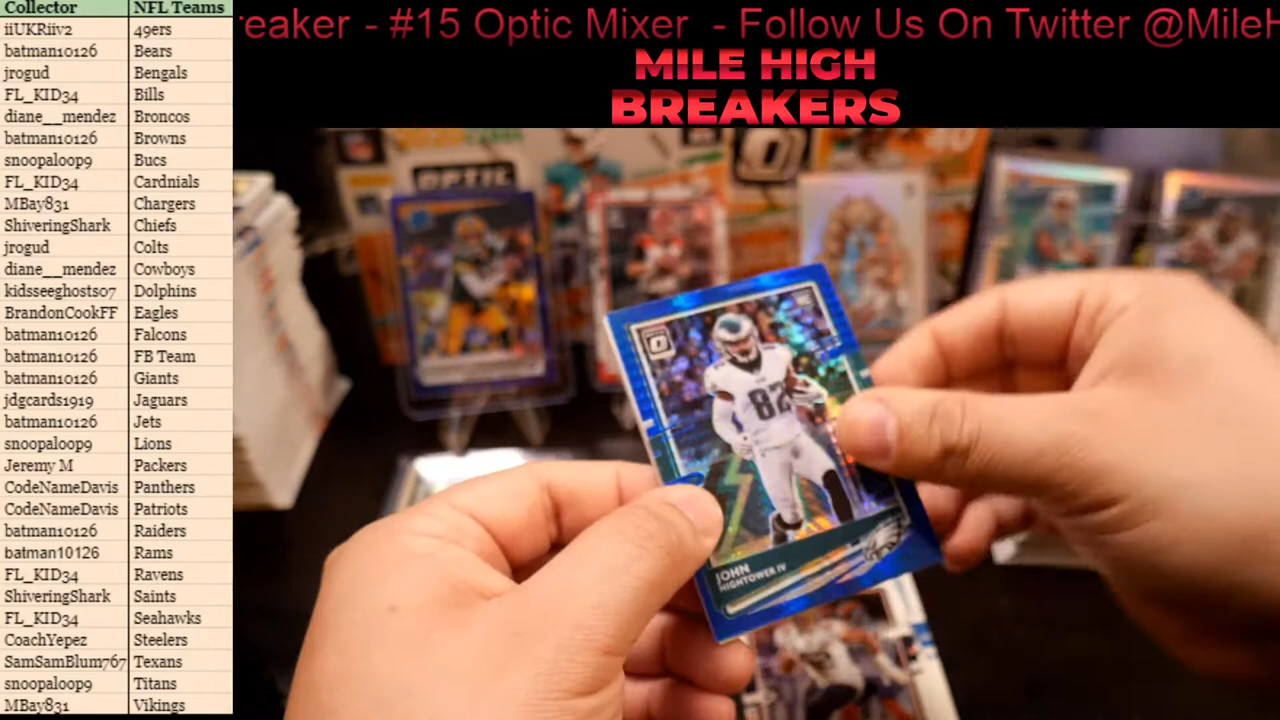 Collector NFL Teams
iiUKRiiv2 49ers
batman10126 Bears
jrogud Bengals
FL_KID34 Bills
diane__mendez Broncos
batman10126 Browns
snoopaloop9 Bucs
FL_KID34 Cardnials
MBay831 Chargers
ShiveringShark Chiefs
jrogud Colts
diane__mendez Cowboys
kidsseeghosts07 Dolphins
BrandonCookFF Eagles
batman10126 Falcons
batman10126 FB Team
batman10126 Giants
jdgcards1919 Jaguars
batman10126 Jets
snoopaloop9 Lions
Jeremy M Packers
CodeNameDavis Panthers
CodeNameDavis Patriots
batman10126 Raiders
batman10126 Rams
FL_KID34 Ravens
ShiveringShark Saints
FL_KID34 Seahawks
CoachYepez Steelers
SamSamBlum767 Texans
snoopaloop9 Titans
MBay831 Vikings
reaker - #15 Optic Mixer - Follow Us On Twitter @MileH
MILE HIGH
BREAKERS
OPTIC
82
JOHN
HIGHTOWER IV